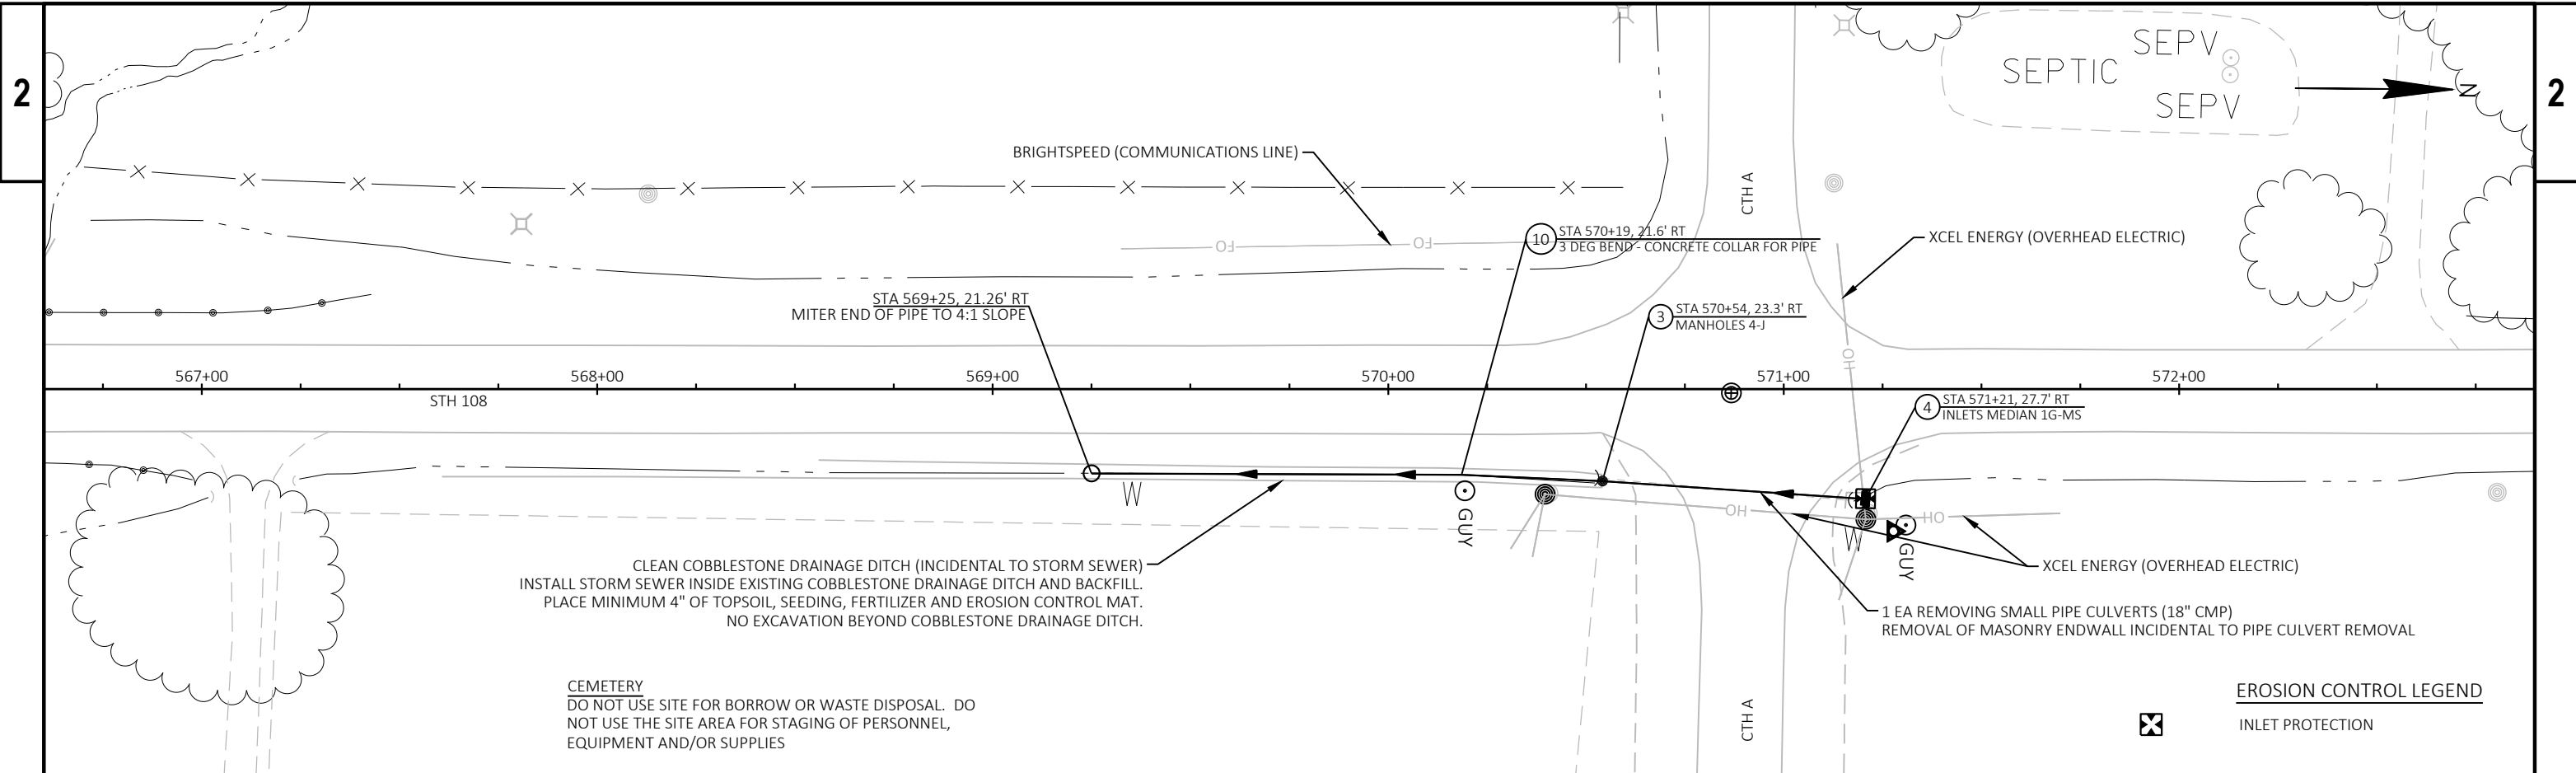 2
2
SEPTIC
SEPV
SEPV
N
BRIGHTSPEED (COMMUNICATIONS LINE)
CTH A
FO
FO
10
STA 570+19, 21.6' RT
3 DEG BEND - CONCRETE COLLAR FOR PIPE
XCEL ENERGY (OVERHEAD ELECTRIC)
STA 569+25, 21.26' RT
MITER END OF PIPE TO 4:1 SLOPE
3
STA 570+54, 23.3' RT
MANHOLES 4-J
OH
567+00
568+00
569+00
570+00
571+00
572+00
STH 108
4
STA 571+21, 27.7' RT
INLETS MEDIAN 1G-MS
W
GUY
OH
W
GUY
OH
CLEAN COBBLESTONE DRAINAGE DITCH (INCIDENTAL TO STORM SEWER)
INSTALL STORM SEWER INSIDE EXISTING COBBLESTONE DRAINAGE DITCH AND BACKFILL.
PLACE MINIMUM 4" OF TOPSOIL, SEEDING, FERTILIZER AND EROSION CONTROL MAT.
NO EXCAVATION BEYOND COBBLESTONE DRAINAGE DITCH.
XCEL ENERGY (OVERHEAD ELECTRIC)
1 EA REMOVING SMALL PIPE CULVERTS (18" CMP)
REMOVAL OF MASONRY ENDWALL INCIDENTAL TO PIPE CULVERT REMOVAL
CEMETERY
DO NOT USE SITE FOR BORROW OR WASTE DISPOSAL. DO
NOT USE THE SITE AREA FOR STAGING OF PERSONNEL,
EQUIPMENT AND/OR SUPPLIES
CTH A
EROSION CONTROL LEGEND
INLET PROTECTION